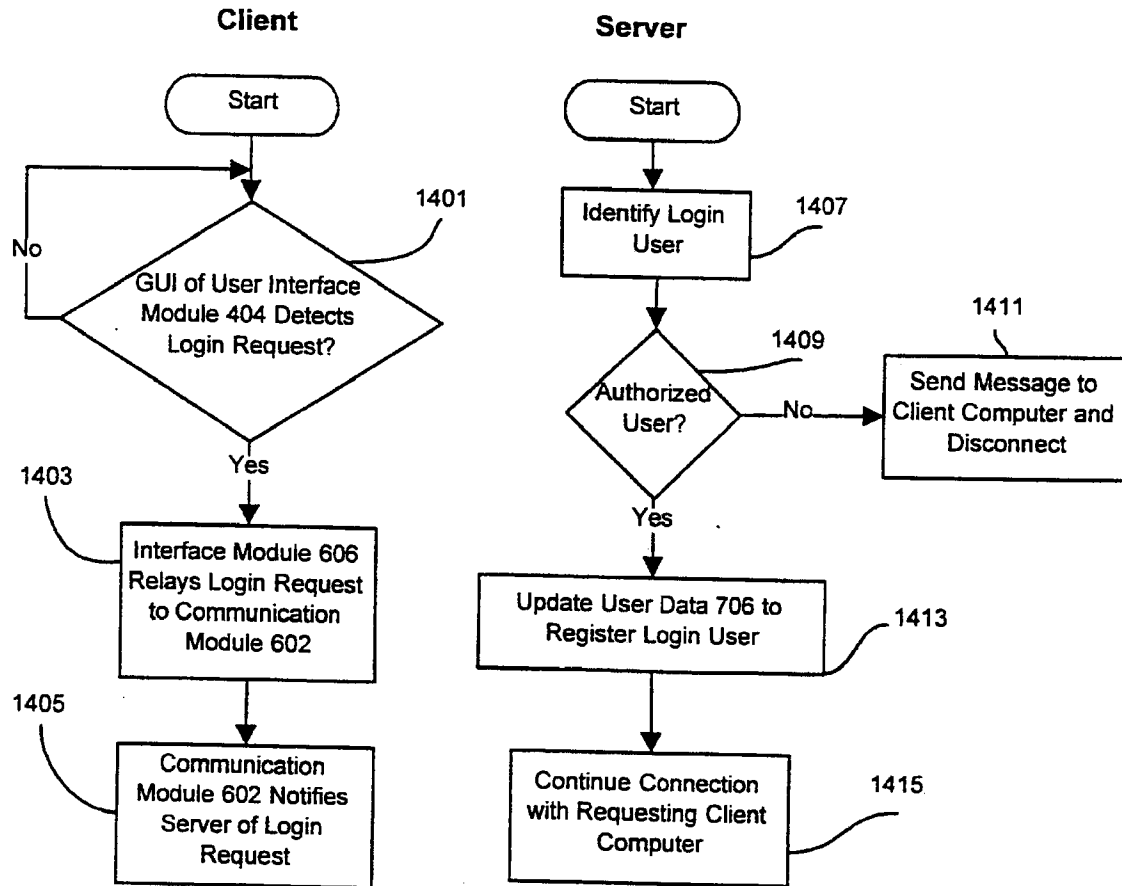 Client
Start
1401
No
GUI of User Interface
Module 404 Detects
Login Request?
Yes
1403
Interface Module 606
Relays Login Request
to Communication
Module 602
1405
Communication
Module 602 Notifies
Server of Login
Request
Server
Start
Identify Login
User
1407
Authorized
User?
1409
No
1411
Send Message to
Client Computer and
Disconnect
Yes
Update User Data 706 to
Register Login User
1413
Continue Connection
with Requesting Client
Computer
1415